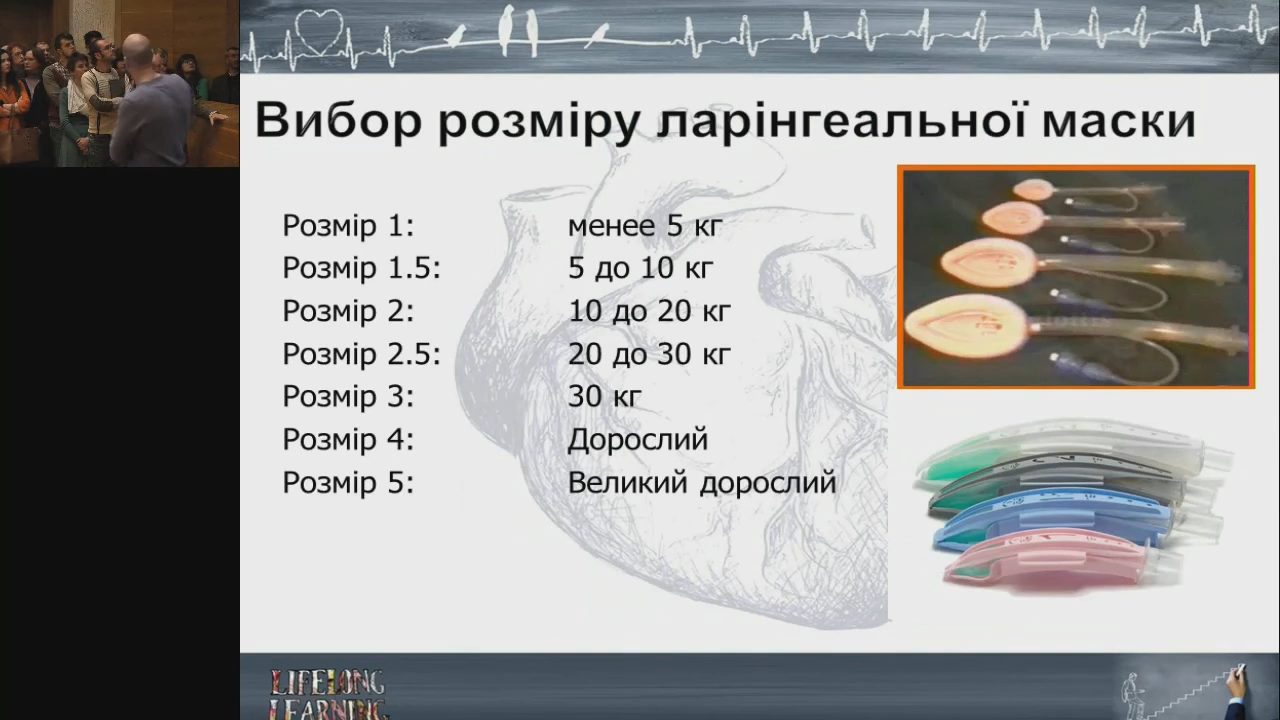 Вибор розміру ларінгеальної маски
Розмір 1: менее 5 кг
Розмір 1.5: 5 до 10 кг
Розмір 2: 10 до 20 кг
Розмір 2.5: 20 до 30 кг
Розмір 3: 30 кг
Розмір 4: Дорослий
Розмір 5: Великий дорослий
LIFELONG
LEARNING